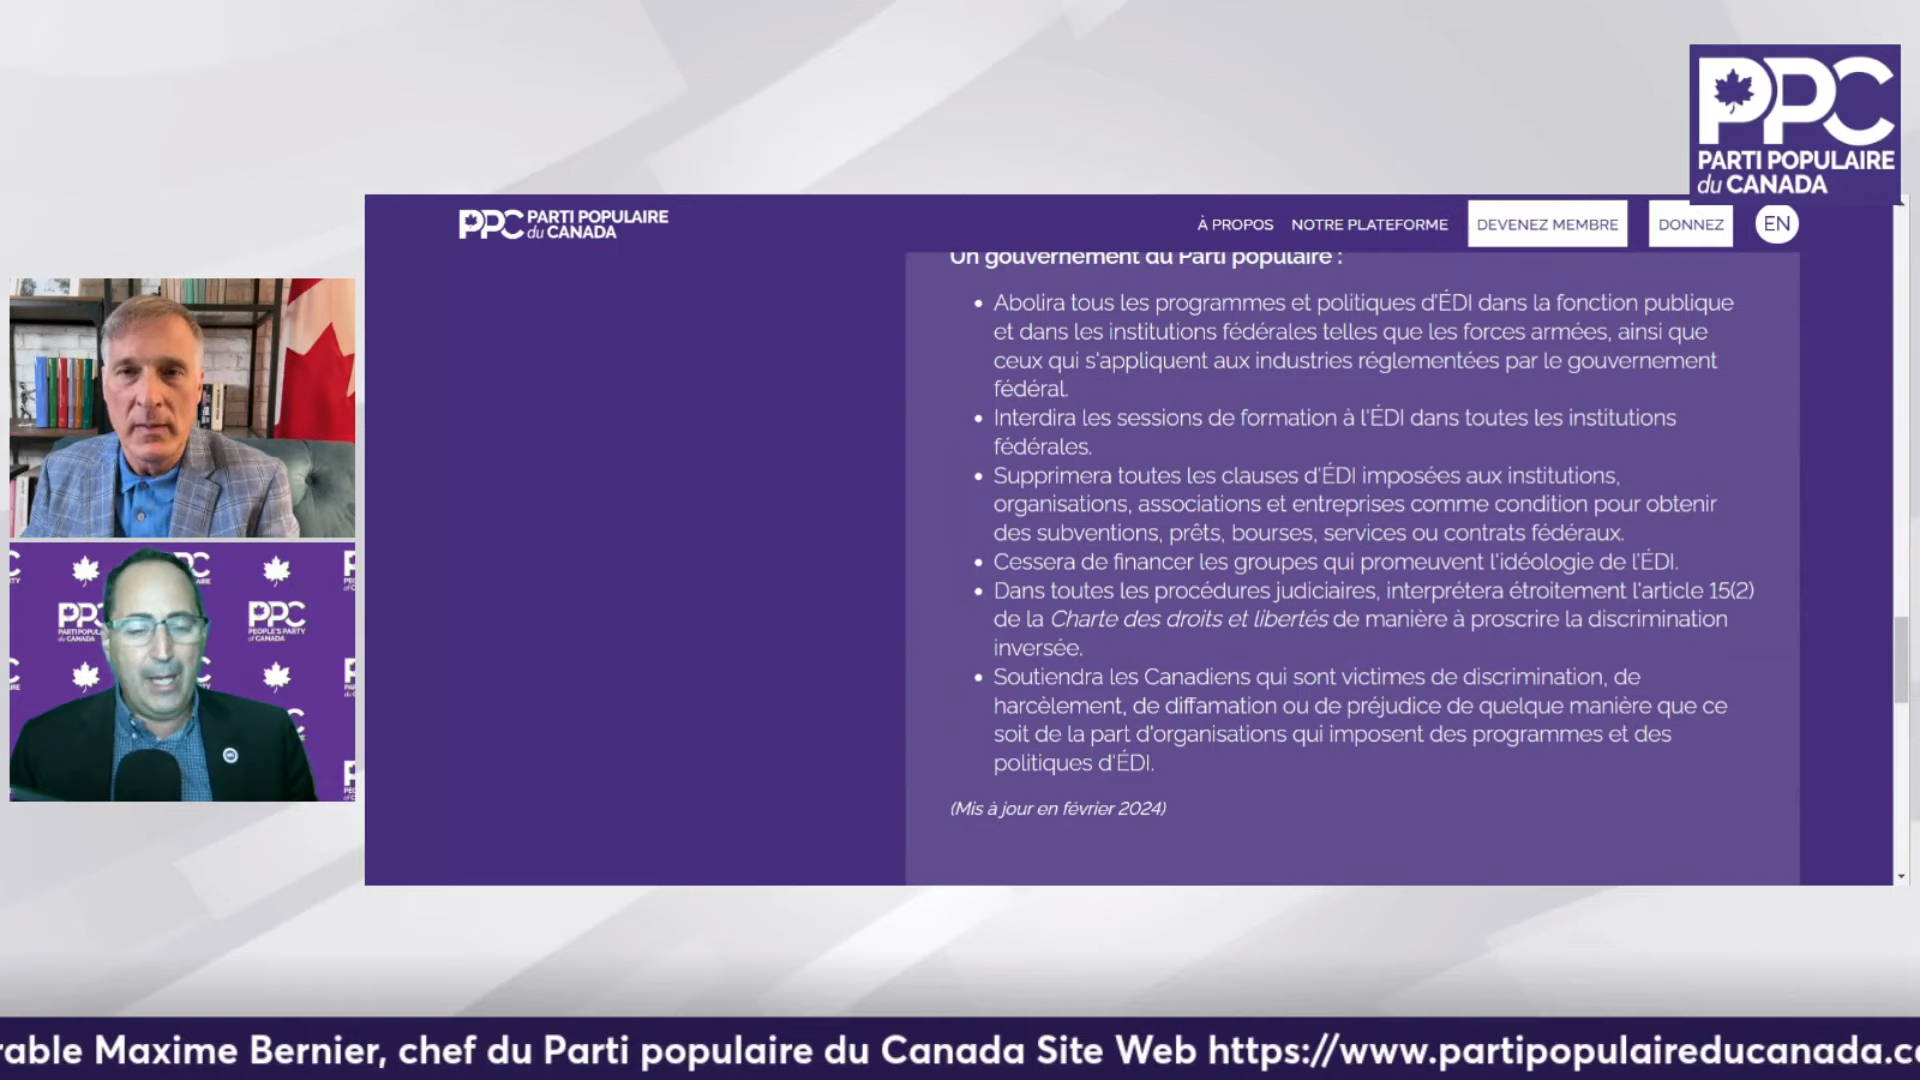 PPC
PARTI POPULAIRE
du CANADA
PPC PARTI POPULAIRE
du CANADA
À PROPOS
NOTRE PLATEFORME
DEVENEZ MEMBRE
DONNEZ
EN
Un gouvernement du Parti populaire :
• Abolira tous les programmes et politiques d'ÉDI dans la fonction publique
et dans les institutions fédérales telles que les forces armées, ainsi que
ceux qui s'appliquent aux industries réglementées par le gouvernement
fédéral.
• Interdira les sessions de formation à l'ÉDI dans toutes les institutions
fédérales.
• Supprimera toutes les clauses d'ÉDI imposées aux institutions,
organisations, associations et entreprises comme condition pour obtenir
des subventions, prêts, bourses, services ou contrats fédéraux.
• Cessera de financer les groupes qui promeuvent l'idéologie de l'ÉDI.
• Dans toutes les procédures judiciaires, interprétera étroitement l'article 15(2)
de la Charte des droits et libertés de manière à proscrire la discrimination
inversée.
• Soutiendra les Canadiens qui sont victimes de discrimination, de
harcèlement, de diffamation ou de préjudice de quelque manière que ce
soit de la part d'organisations qui imposent des programmes et des
politiques d'ÉDI.
(Mis à jour en février 2024)
PPC
PEOPLE'S PARTY
of CANADA
rable Maxime Bernier, chef du Parti populaire du Canada Site Web https://www.partipopulaireducanada.c